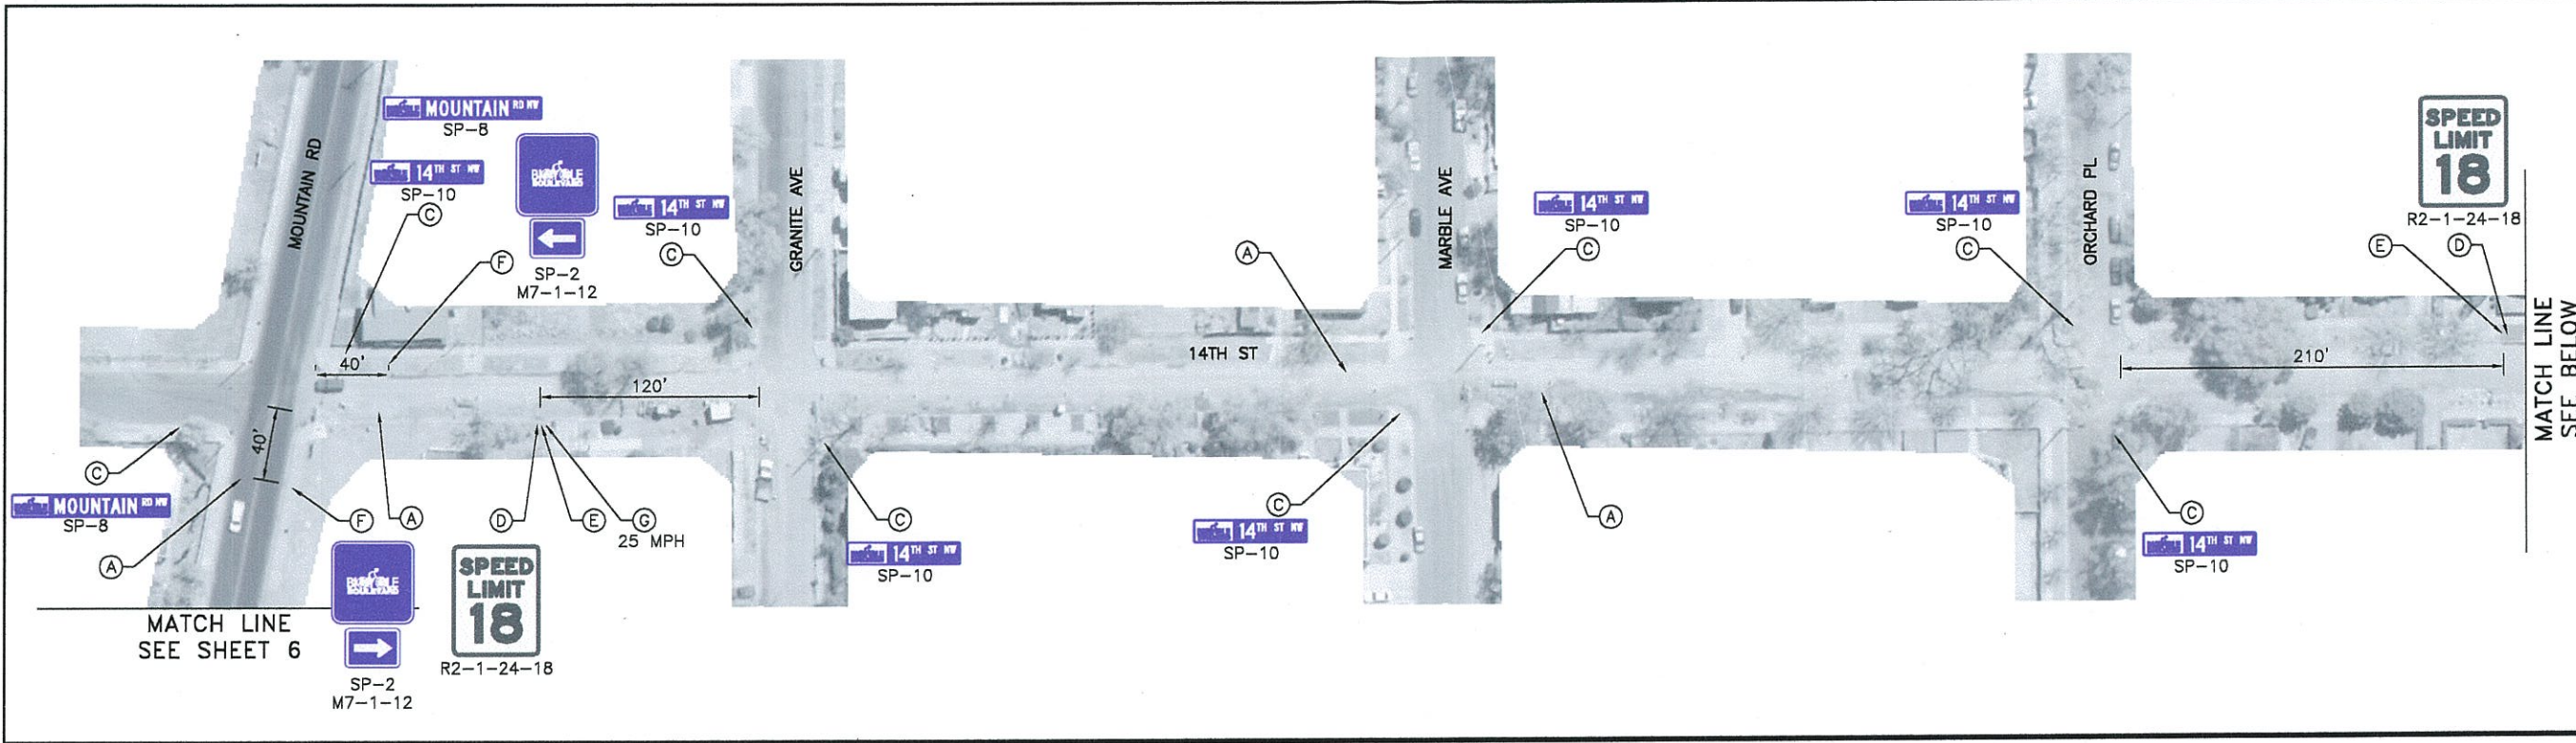 MOUNTAIN RD NW
SP-8
MOUNTAIN RD
14TH ST NW
SP-10
C
BOULEVARD
SP-2
M7-1-12
F
14TH ST NW
SP-10
C
GRANITE AVE
A
MARBLE AVE
14TH ST NW
SP-10
C
14TH ST NW
SP-10
C
ORCHARD PL
SPEED
LIMIT
18
R2-1-24-18
E
D
MATCH LINE
SEE BELOW
40'
120'
14TH ST
210'
40'
C
MOUNTAIN RD NW
SP-8
A
F
A
D
E
G
25 MPH
C
14TH ST NW
SP-10
C
14TH ST NW
SP-10
A
C
14TH ST NW
SP-10
MATCH LINE
SEE SHEET 6
BOULEVARD
SP-2
M7-1-12
SPEED
LIMIT
18
R2-1-24-18